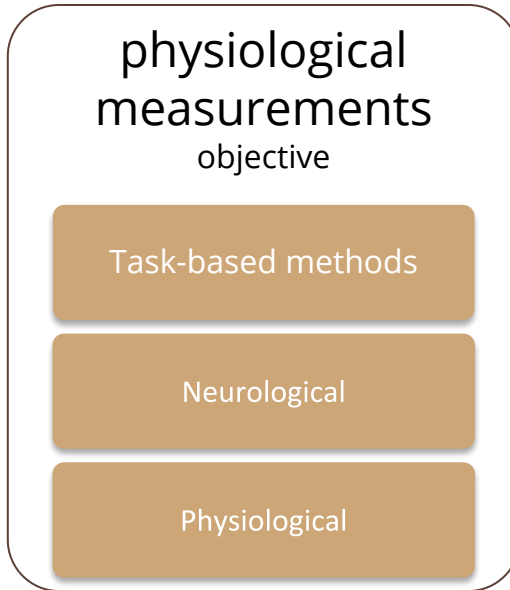 physiological
measurements
objective
Task-based methods
Neurological
Physiological